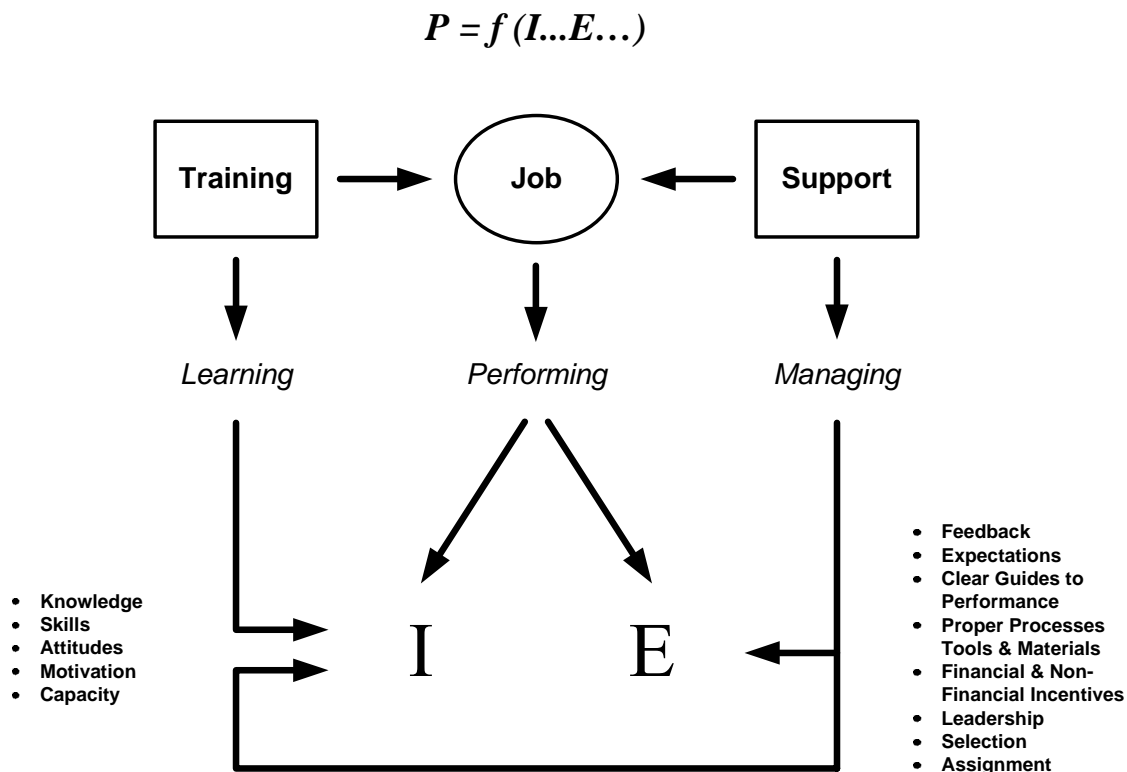 P = f (I...E…)
Training
Job
Support
Learning
Performing
Managing
• Knowledge
• Skills
• Attitudes
• Motivation
• Capacity
I
E
• Feedback
• Expectations
• Clear Guides to
Performance
• Proper Processes
Tools & Materials
• Financial & Non-
Financial Incentives
• Leadership
• Selection
• Assignment